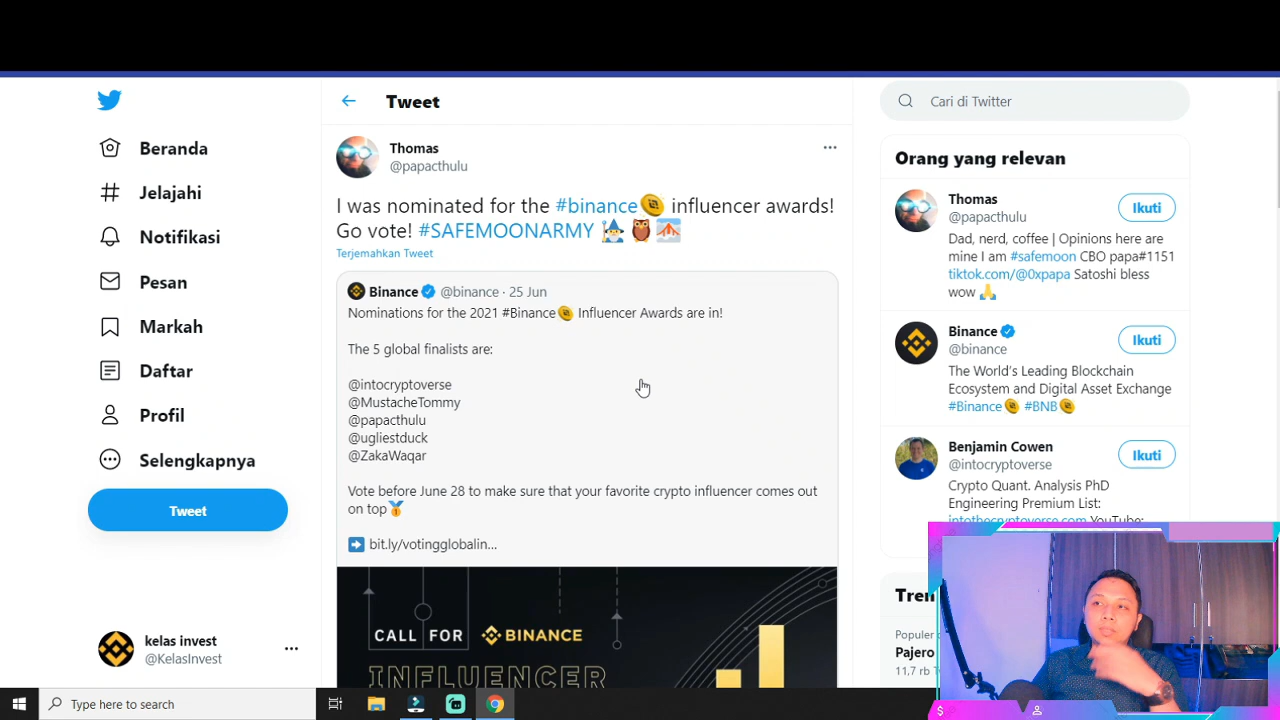 Tweet
Cari di Twitter
Beranda
Jelajahi
Notifikasi
Pesan
Markah
Daftar
Profil
Selengkapnya
Tweet
kelas invest
@KelasInvest
Thomas
@papacthulu
I was nominated for the #binance influencer awards!
Go vote! #SAFEMOONARMY
Terjemahkan Tweet
Binance @binance · 25 Jun
Nominations for the 2021 #Binance Influencer Awards are in!
The 5 global finalists are:
@intocryptoverse
@MustacheTommy
@papacthulu
@ugliestduck
@ZakaWaqar
Vote before June 28 to make sure that your favorite crypto influencer comes out
on top
bit.ly/votingglobalin...
CALL FOR BINANCE
INFLUENCER
Orang yang relevan
Thomas
@papacthulu
Ikuti
Dad, nerd, coffee | Opinions here are
mine I am #safemoon CBO papa#1151
tiktok.com/@0xpapa Satoshi bless
wow
Binance
@binance
Ikuti
The World's Leading Blockchain
Ecosystem and Digital Asset Exchange
#Binance #BNB
Benjamin Cowen
@intocryptoverse
Ikuti
Crypto Quant. Analysis PhD
Engineering Premium List:
intothecryptoverse.com YouTube:
Tren
Populer
Pajero
11,7 rb
Type here to search